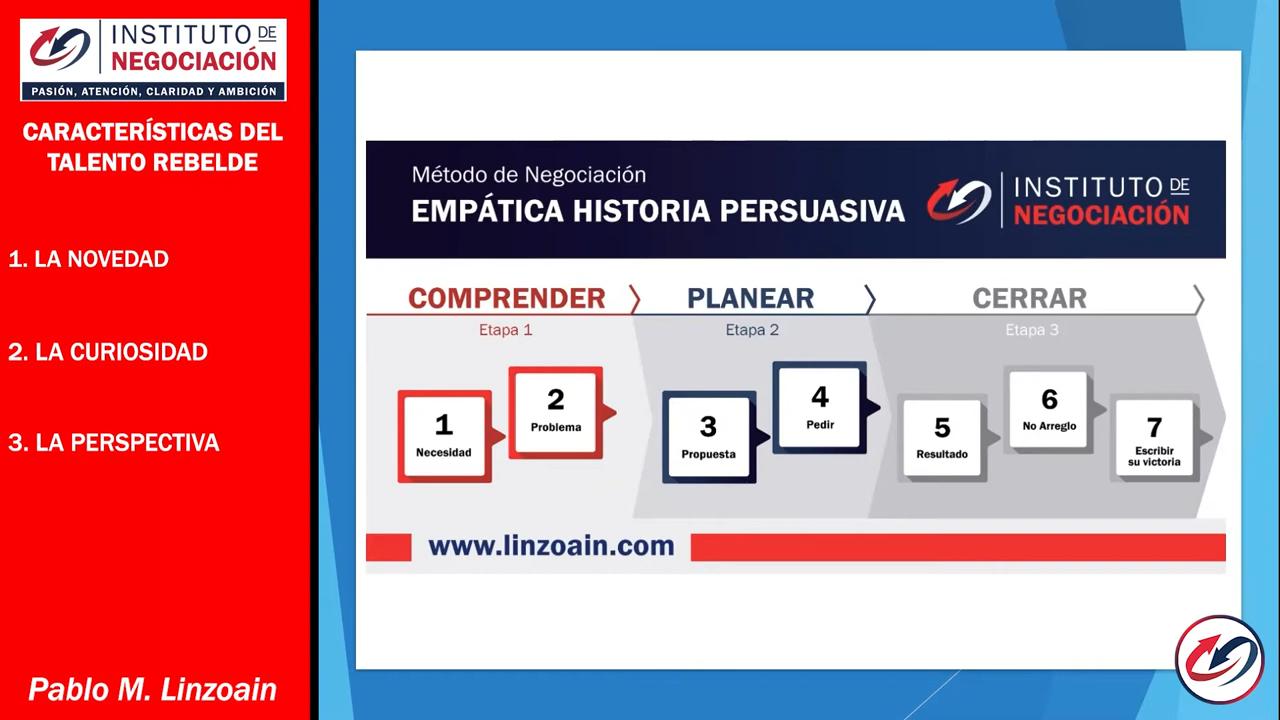 INSTITUTO DE
NEGOCIACIÓN
PASIÓN, ATENCIÓN, CLARIDAD Y AMBICIÓN
CARACTERÍSTICAS DEL
TALENTO REBELDE
1. LA NOVEDAD
2. LA CURIOSIDAD
3. LA PERSPECTIVA
Pablo M. Linzoain
Método de Negociación
EMPÁTICA HISTORIA PERSUASIVA
INSTITUTO DE
NEGOCIACIÓN
COMPRENDER
Etapa 1
1
Necesidad
2
Problema
PLANEAR
Etapa 2
3
Propuesta
4
Pedir
CERRAR
Etapa 3
5
Resultado
6
No Arreglo
7
Escribir
su victoria
www.linzoain.com